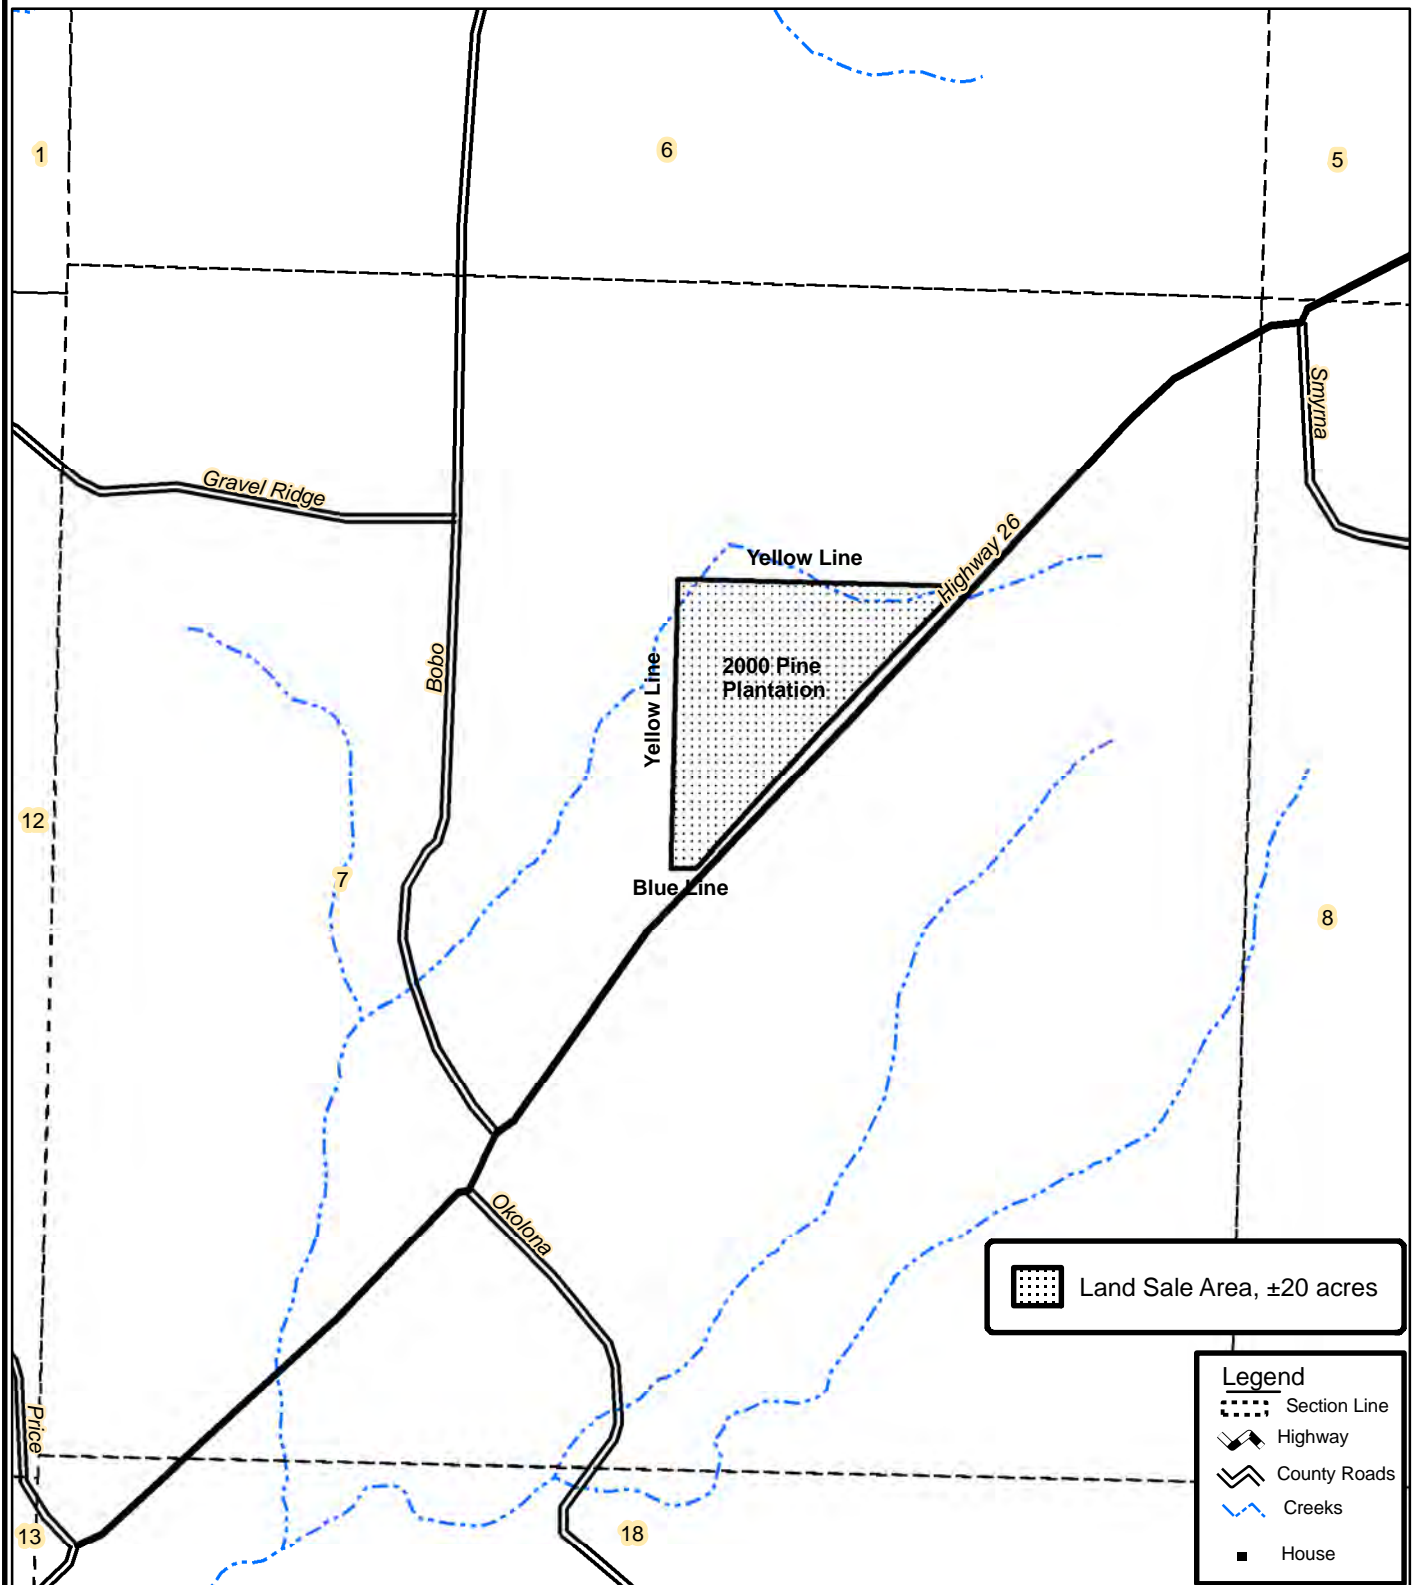 1
6
5
Smyrna
Gravel Ridge
Highway 26
Yellow Line
Bobo
Yellow Line
2000 Pine
Plantation
12
7
Blue Line
8
Okolona
Land Sale Area, ±20 acres
Legend
Section Line
Highway
County Roads
Creeks
House
Price
13
18